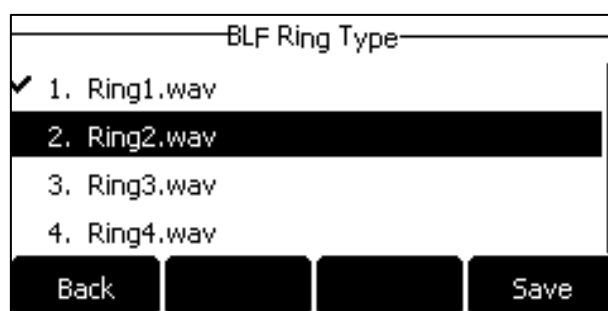 BLF Ring Type
✓ 1. Ring1.wav
2. Ring2.wav
3. Ring3.wav
4. Ring4.wav
Back Save